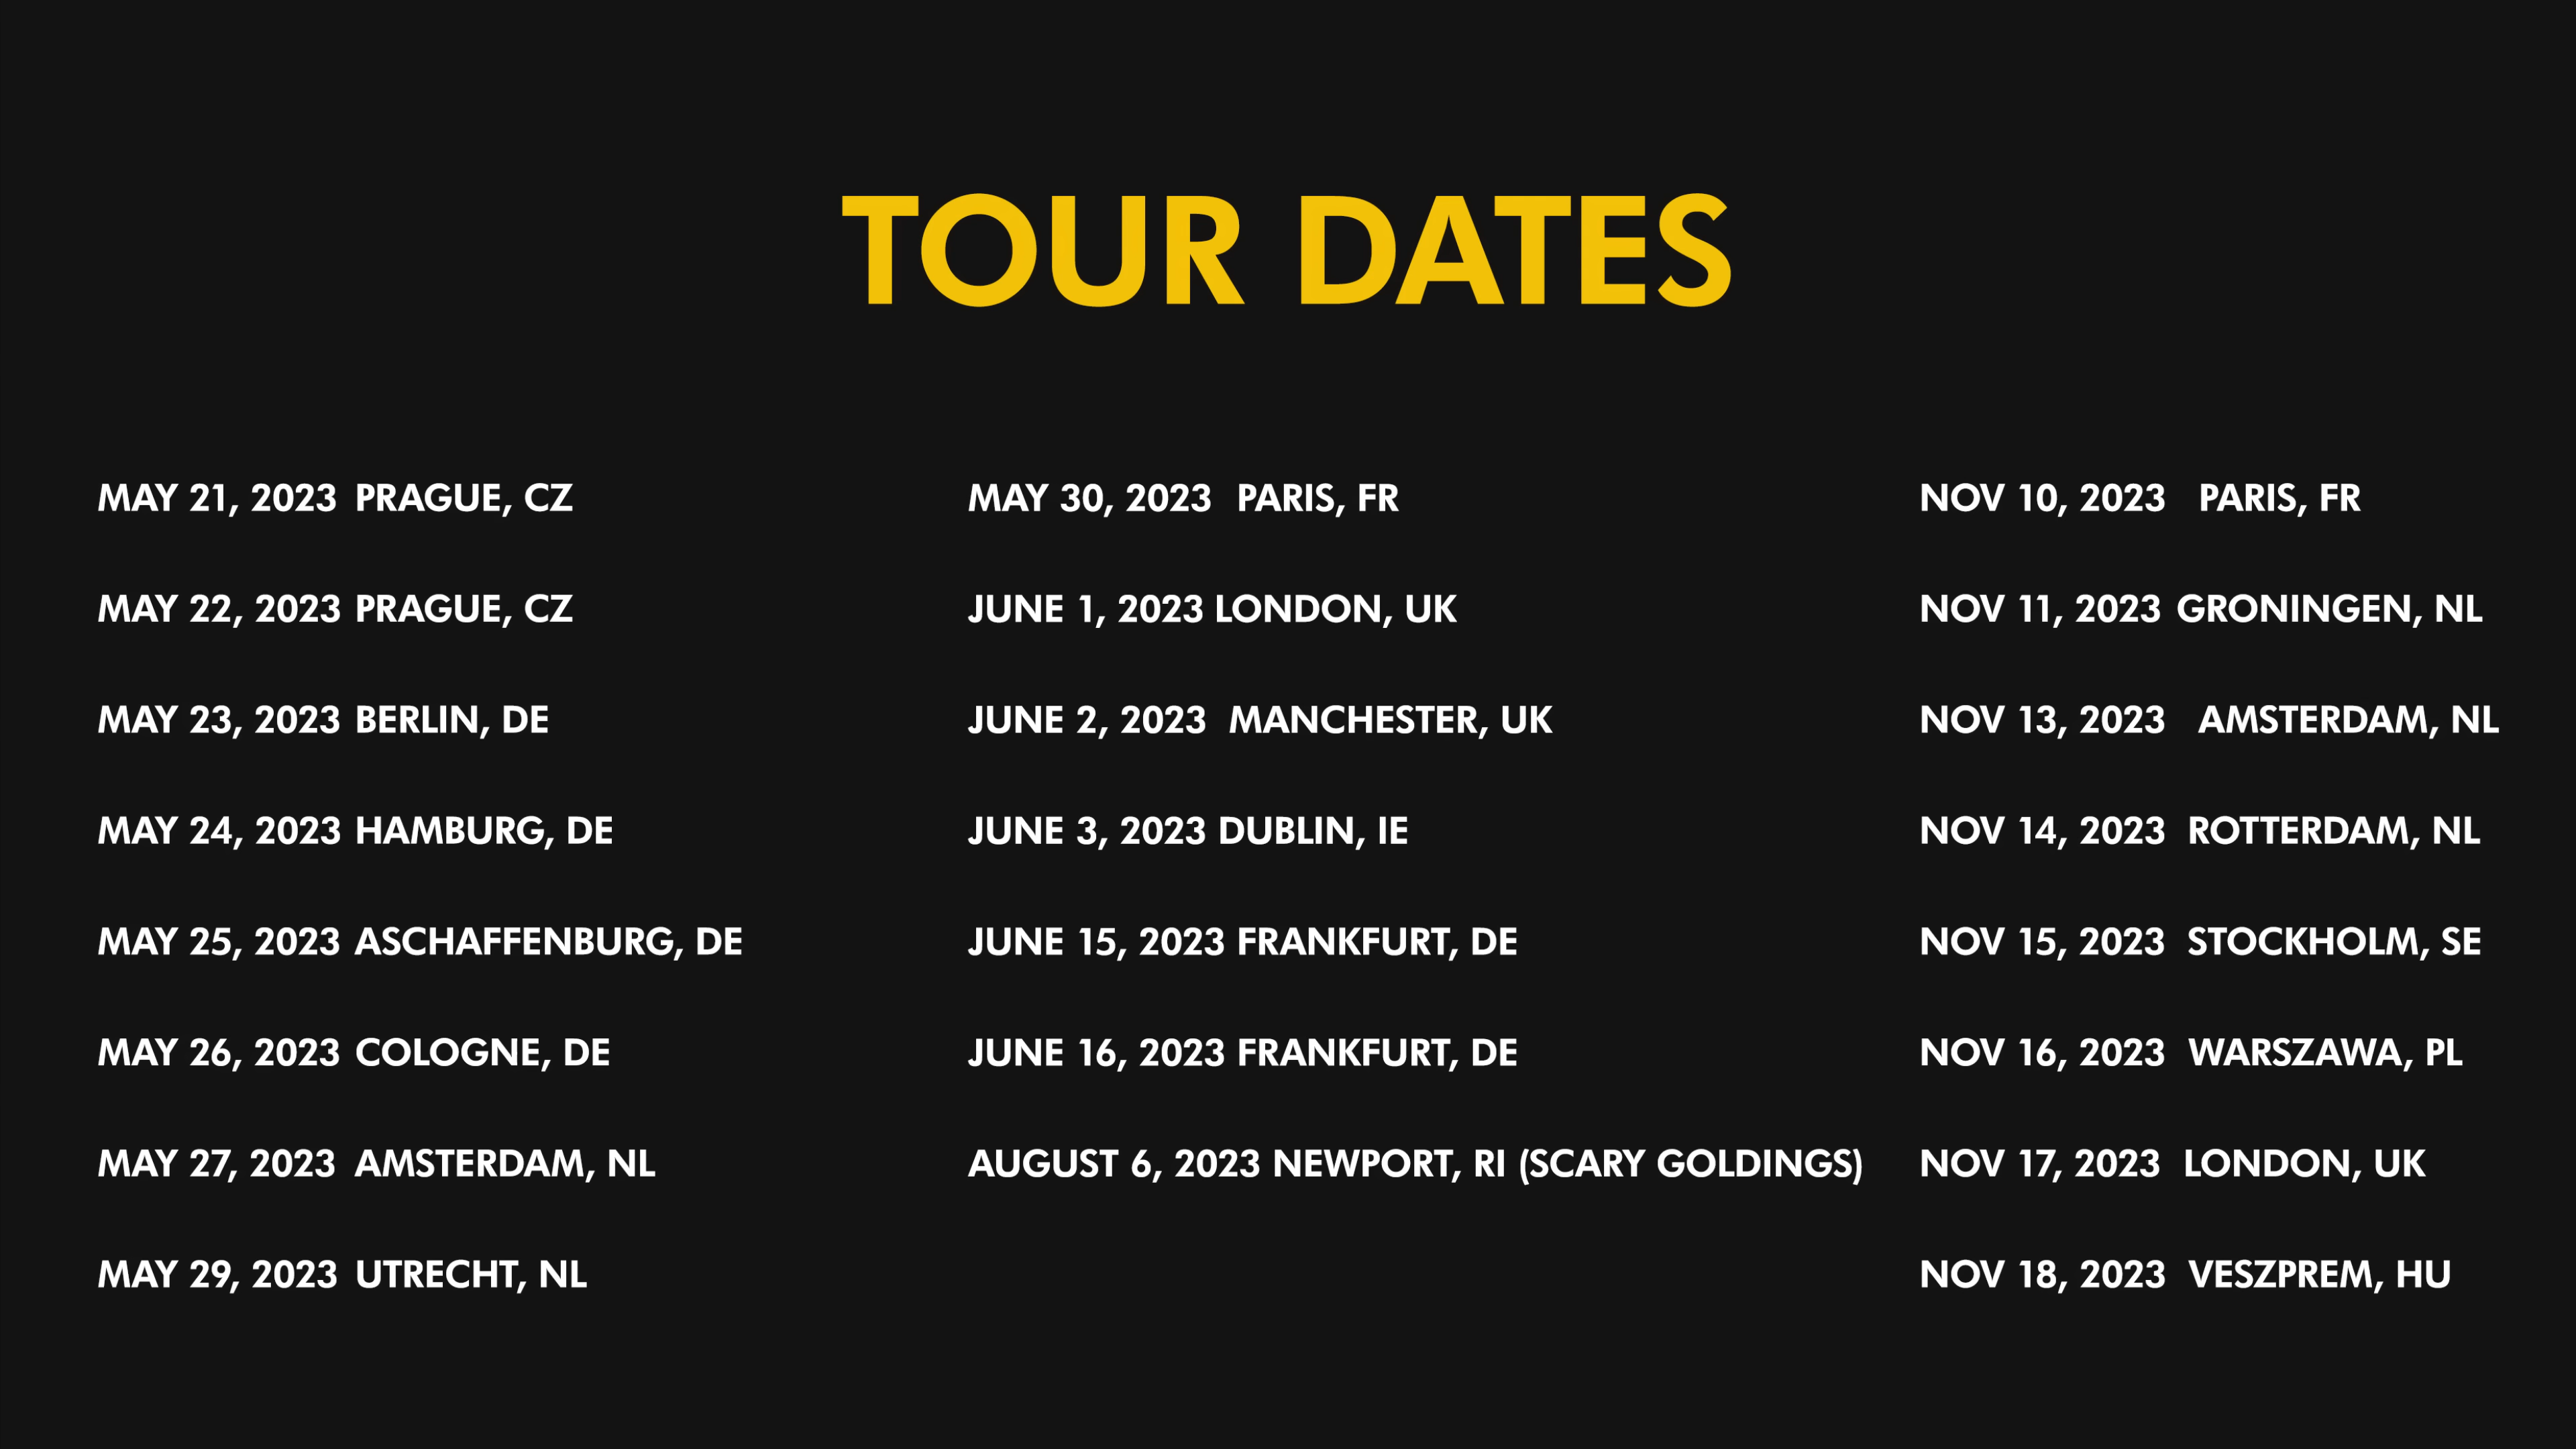 TOUR DATES
MAY 21, 2023 PRAGUE, CZ
MAY 22, 2023 PRAGUE, CZ
MAY 23, 2023 BERLIN, DE
MAY 24, 2023 HAMBURG, DE
MAY 25, 2023 ASCHAFFENBURG, DE
MAY 26, 2023 COLOGNE, DE
MAY 27, 2023 AMSTERDAM, NL
MAY 29, 2023 UTRECHT, NL
MAY 30, 2023 PARIS, FR
JUNE 1, 2023 LONDON, UK
JUNE 2, 2023 MANCHESTER, UK
JUNE 3, 2023 DUBLIN, IE
JUNE 15, 2023 FRANKFURT, DE
JUNE 16, 2023 FRANKFURT, DE
AUGUST 6, 2023 NEWPORT, RI (SCARY GOLDINGS)
NOV 10, 2023 PARIS, FR
NOV 11, 2023 GRONINGEN, NL
NOV 13, 2023 AMSTERDAM, NL
NOV 14, 2023 ROTTERDAM, NL
NOV 15, 2023 STOCKHOLM, SE
NOV 16, 2023 WARSZAWA, PL
NOV 17, 2023 LONDON, UK
NOV 18, 2023 VESZPREM, HU